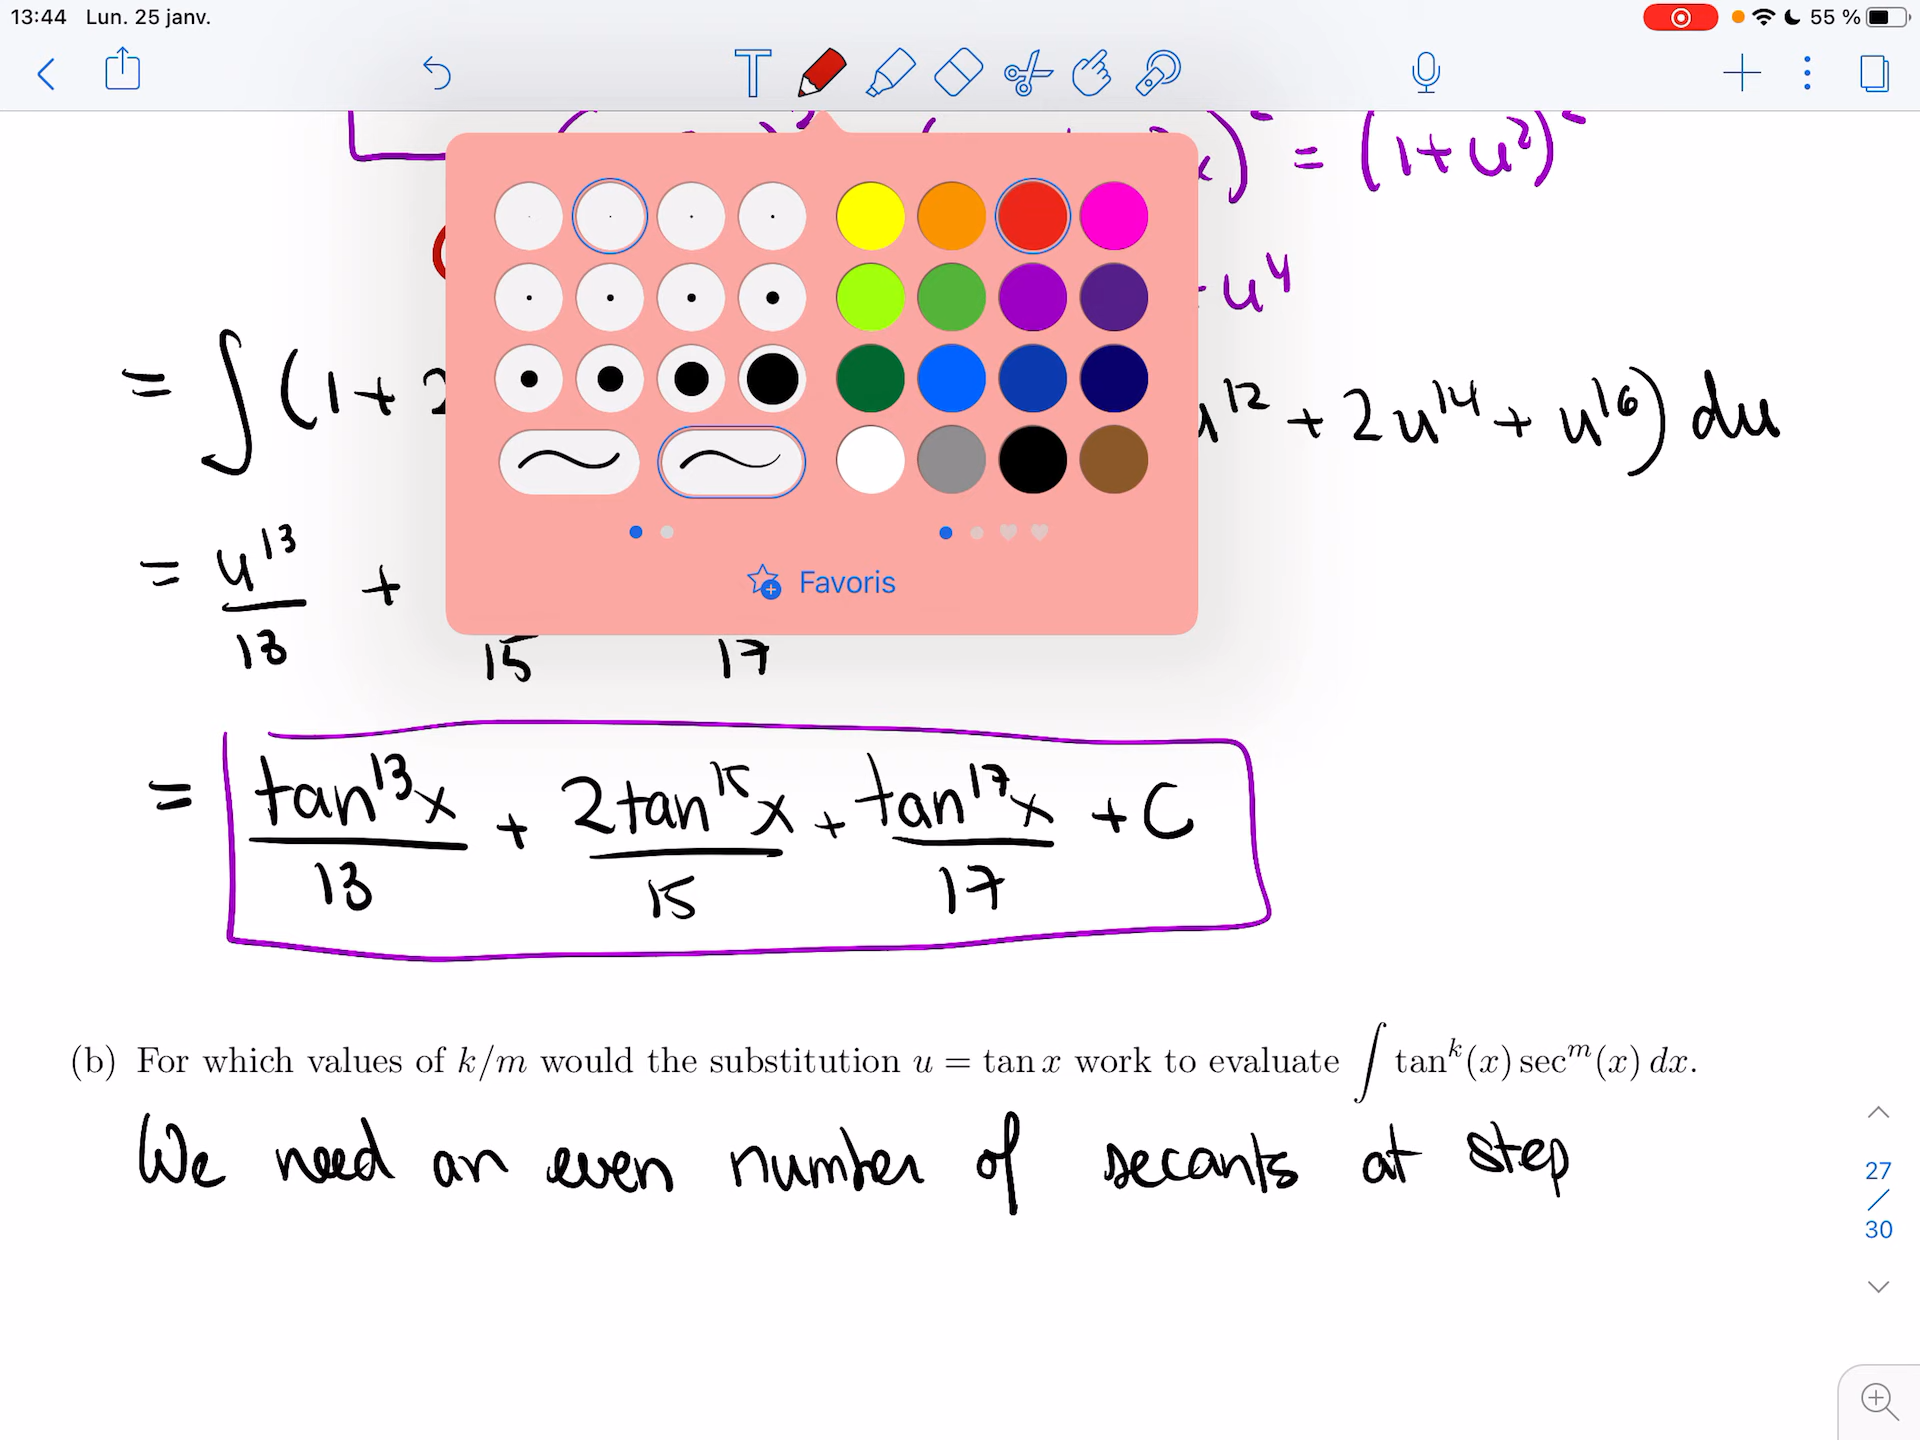 13:44 Lun. 25 janv. 55 %
) = (1+u²)²
u⁴
= ∫(1+2 u¹² + 2u¹⁴ + u¹⁶) du
= u¹³/13 + 15 17
Favoris
= tan¹³x/13 + 2tan¹⁵x/15 + tan¹⁷x/17 + C
(b) For which values of k/m would the substitution u = tan x work to evaluate ∫ tanᵏ(x) secᵐ(x) dx.
We need an even number of secants at step
27
/
30